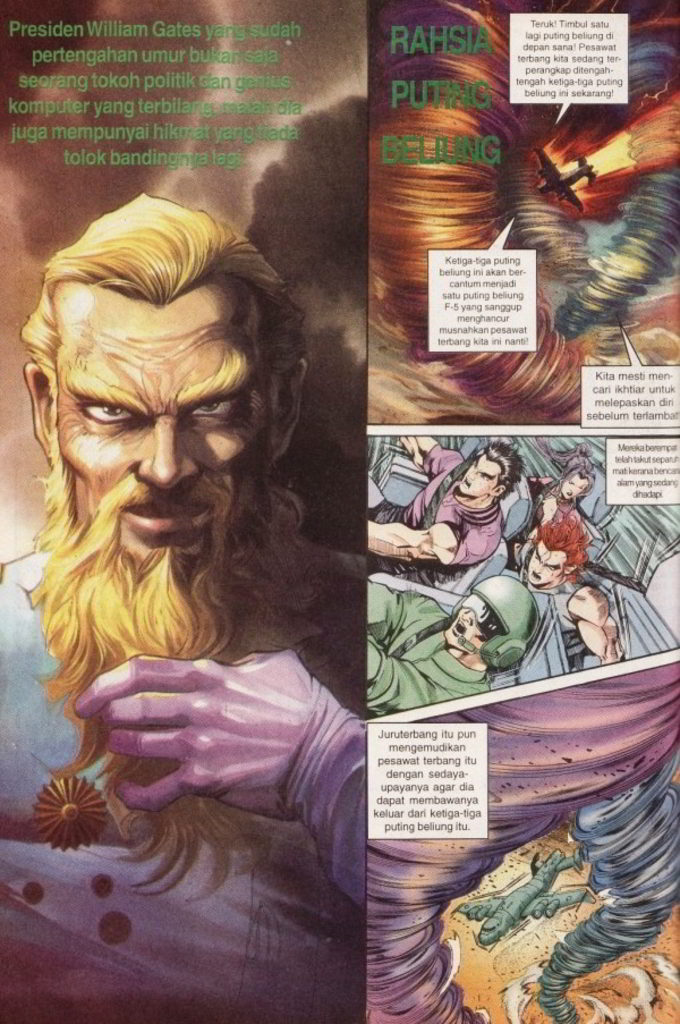 Presiden William Gates yang sudah
pertengahan umur bukan saja
seorang tokoh politik dan genius
komputer yang terbilang, malah dia
juga mempunyai hikmat yang tiada
tolok bandingnya lagi.
RAHSIA
PUTING
BELIUNG
Teruk! Timbul satu
lagi puting beliung di
depan sana! Pesawat
terbang kita sedang ter-
perangkap ditengah-
tengah ketiga-tiga puting
beliung ini sekarang!
Ketiga-tiga puting
beliung ini akan ber-
cantum menjadi
satu puting beliung
F-5 yang sanggup
menghancur
musnahkan pesawat
terbang kita ini nanti!
Kita mesti men-
cari ikhtiar untuk
melepaskan diri
sebelum terlambat
Mereka berempat
telah takut separuh
mati kerana bencana
alam yang sedang
dihadapi
Juruterbang itu pun
mengemudikan
pesawat terbang itu
dengan sedaya-
upayanya agar dia
dapat membawanya
keluar dari ketiga-tiga
puting beliung itu.